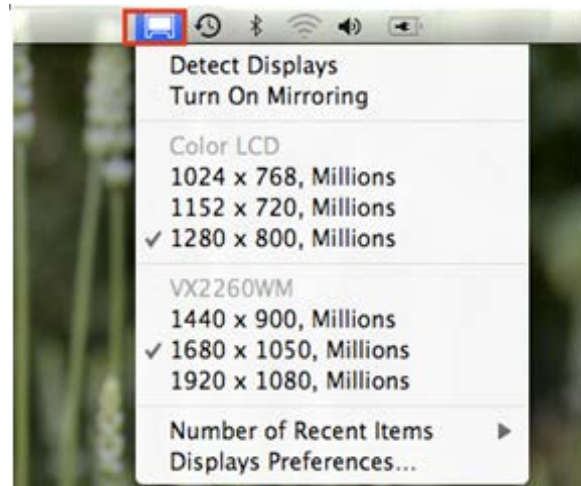 Detect Displays
Turn On Mirroring
Color LCD
1024 x 768, Millions
1152 x 720, Millions
✓ 1280 x 800, Millions
VX2260WM
1440 x 900, Millions
✓ 1680 x 1050, Millions
1920 x 1080, Millions
Number of Recent Items
Displays Preferences...